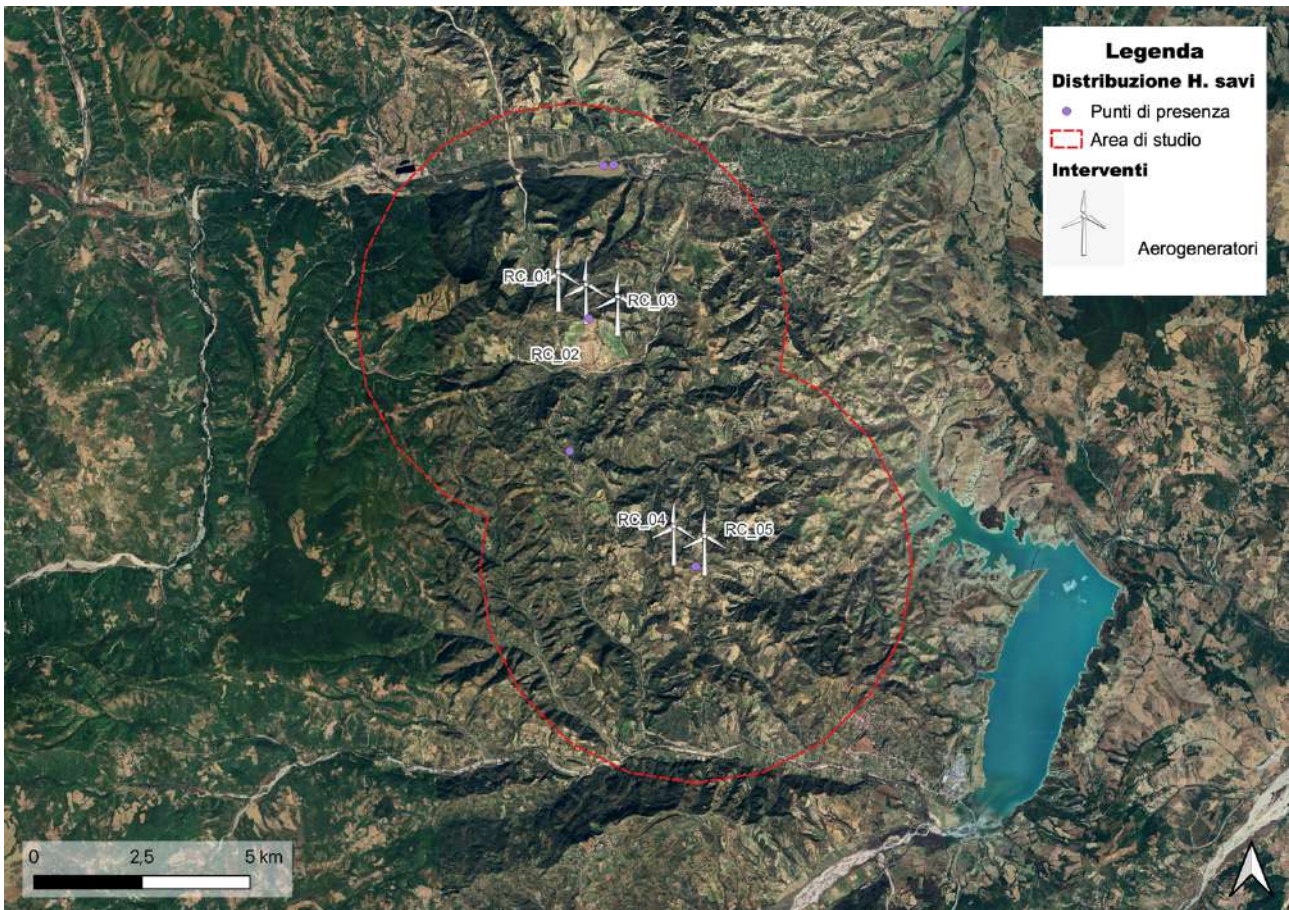 Legenda
Distribuzione H. savi
Punti di presenza
Area di studio
Interventi
Aerogeneratori
RC_01
RC_03
RC_02
RC_04
RC_05
0 2,5 5 km